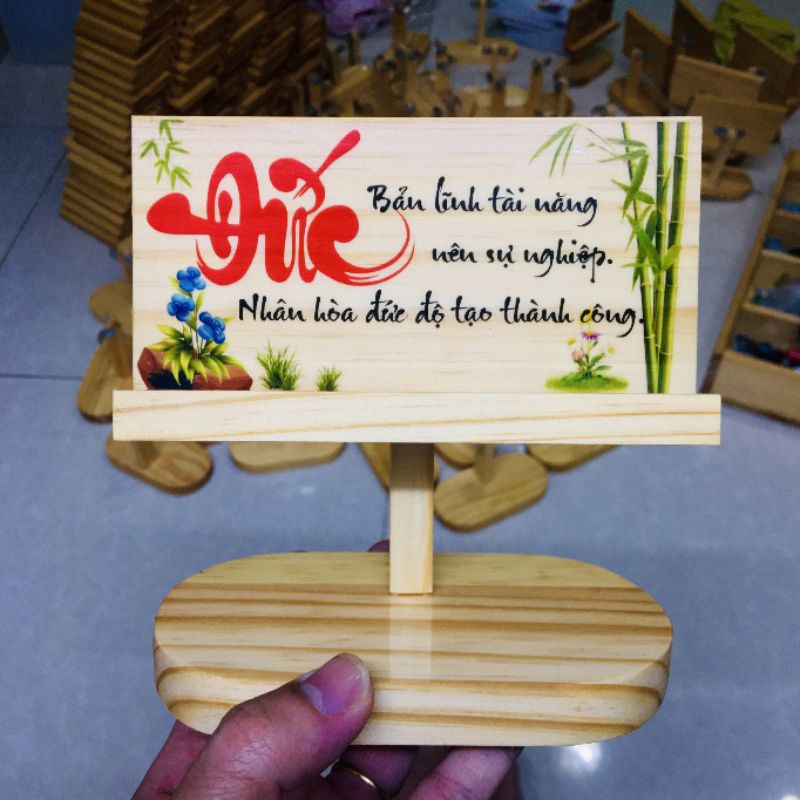 Đức
Bản lĩnh tài năng
nên sự nghiệp.
Nhân hòa đức độ tạo thành công.